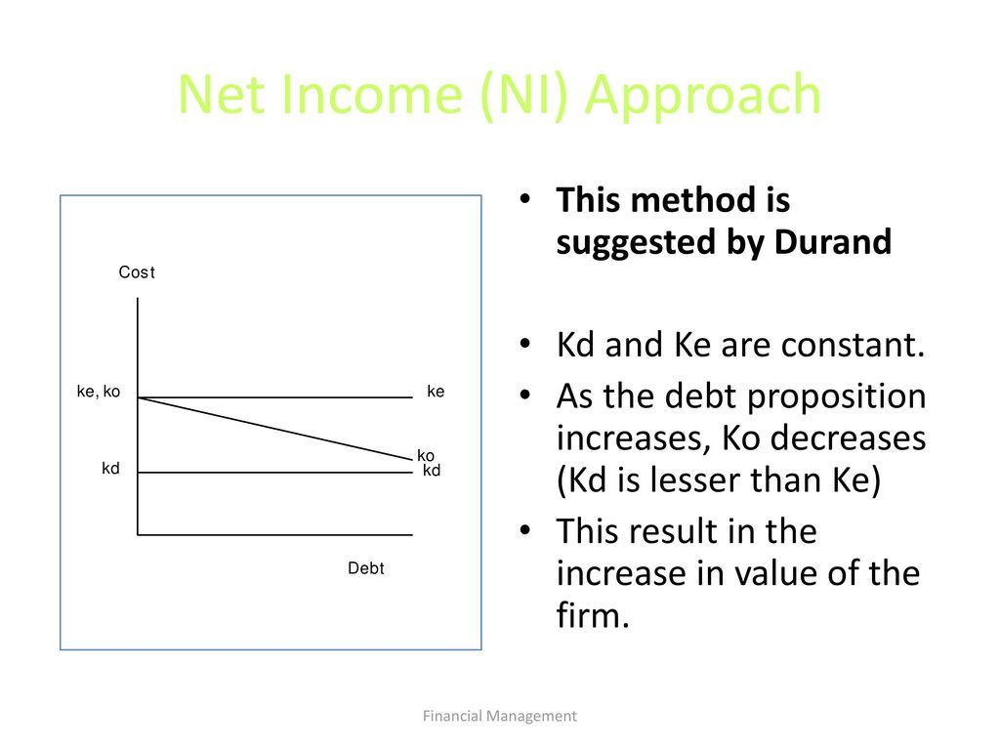 Net Income (NI) Approach
Cost
ke, ko
ke
ko
kd
kd
Debt
• This method is
suggested by Durand
• Kd and Ke are constant.
• As the debt proposition
increases, Ko decreases
(Kd is lesser than Ke)
• This result in the
increase in value of the
firm.
Financial Management